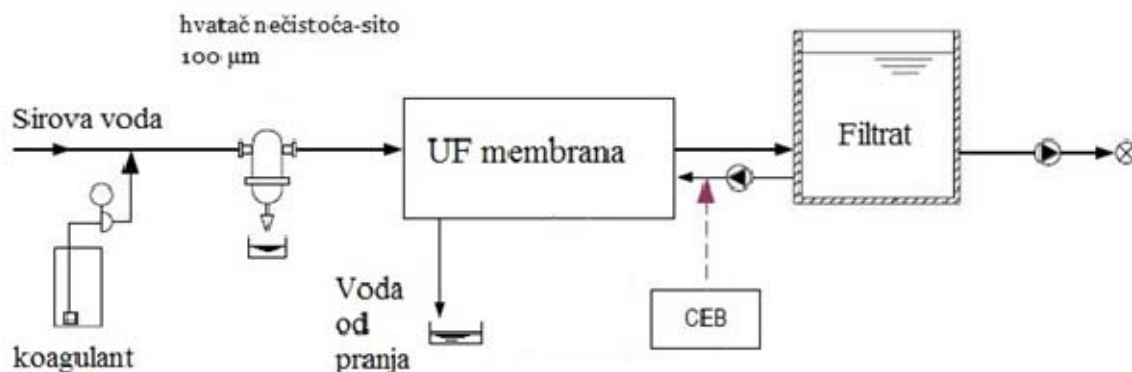 hvatač nečistoća-sito
100 µm
Sirova voda
UF membrana
Filtrat
koagulant
Voda
od
pranja
CEB